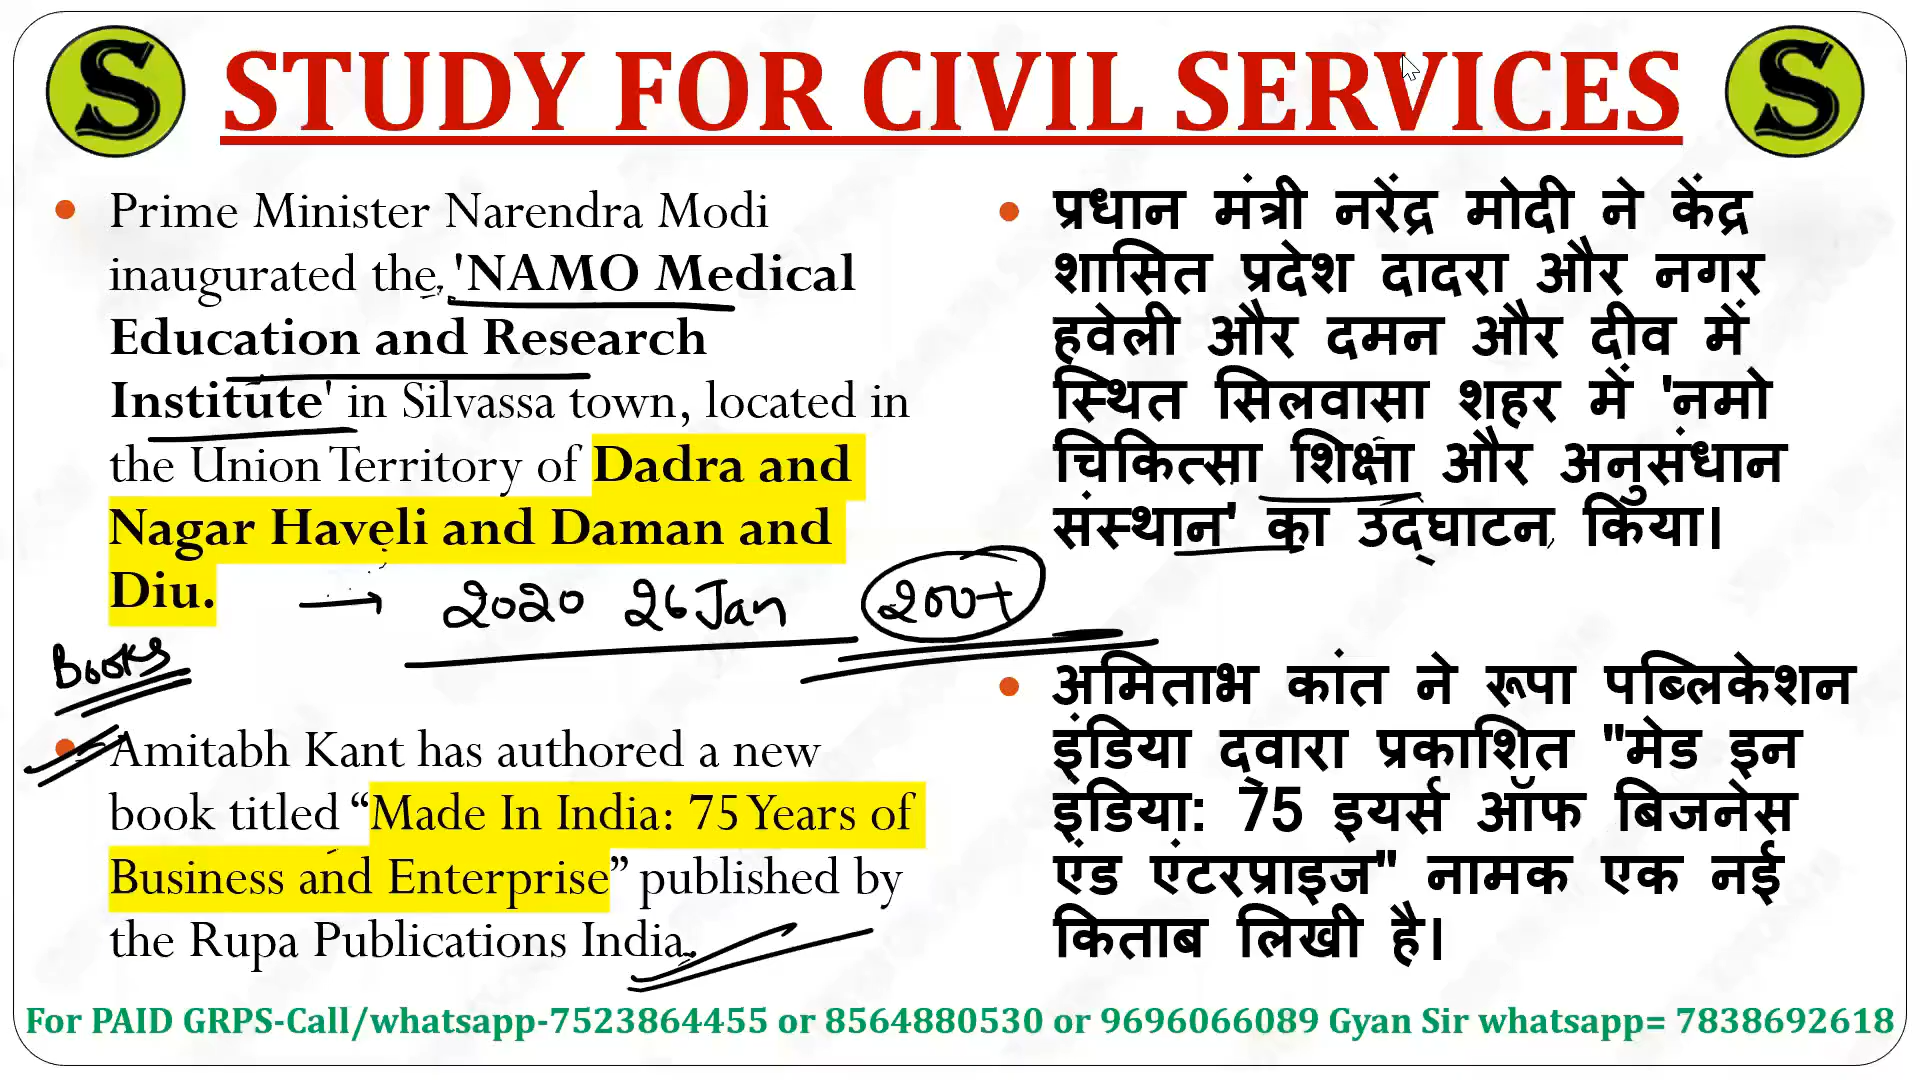 S STUDY FOR CIVIL SERVICES S
Prime Minister Narendra Modi
inaugurated the 'NAMO Medical
Education and Research
Institute' in Silvassa town, located in
the Union Territory of Dadra and
Nagar Haveli and Daman and
Diu.
→ 2020 26 Jan 200+
Books
Amitabh Kant has authored a new
book titled “Made In India: 75 Years of
Business and Enterprise” published by
the Rupa Publications India.
प्रधान मंत्री नरेंद्र मोदी ने केंद्र
शासित प्रदेश दादरा और नगर
हवेली और दमन और दीव में
स्थित सिलवासा शहर में 'नमो
चिकित्सा शिक्षा और अनुसंधान
संस्थान' का उद्घाटन किया।
अमिताभ कांत ने रूपा पब्लिकेशन
इंडिया द्वारा प्रकाशित "मेड इन
इंडिया: 75 इयर्स ऑफ बिजनेस
एंड एंटरप्राइज" नामक एक नई
किताब लिखी है।
For PAID GRPS-Call/whatsapp-7523864455 or 8564880530 or 9696066089 Gyan Sir whatsapp= 7838692618